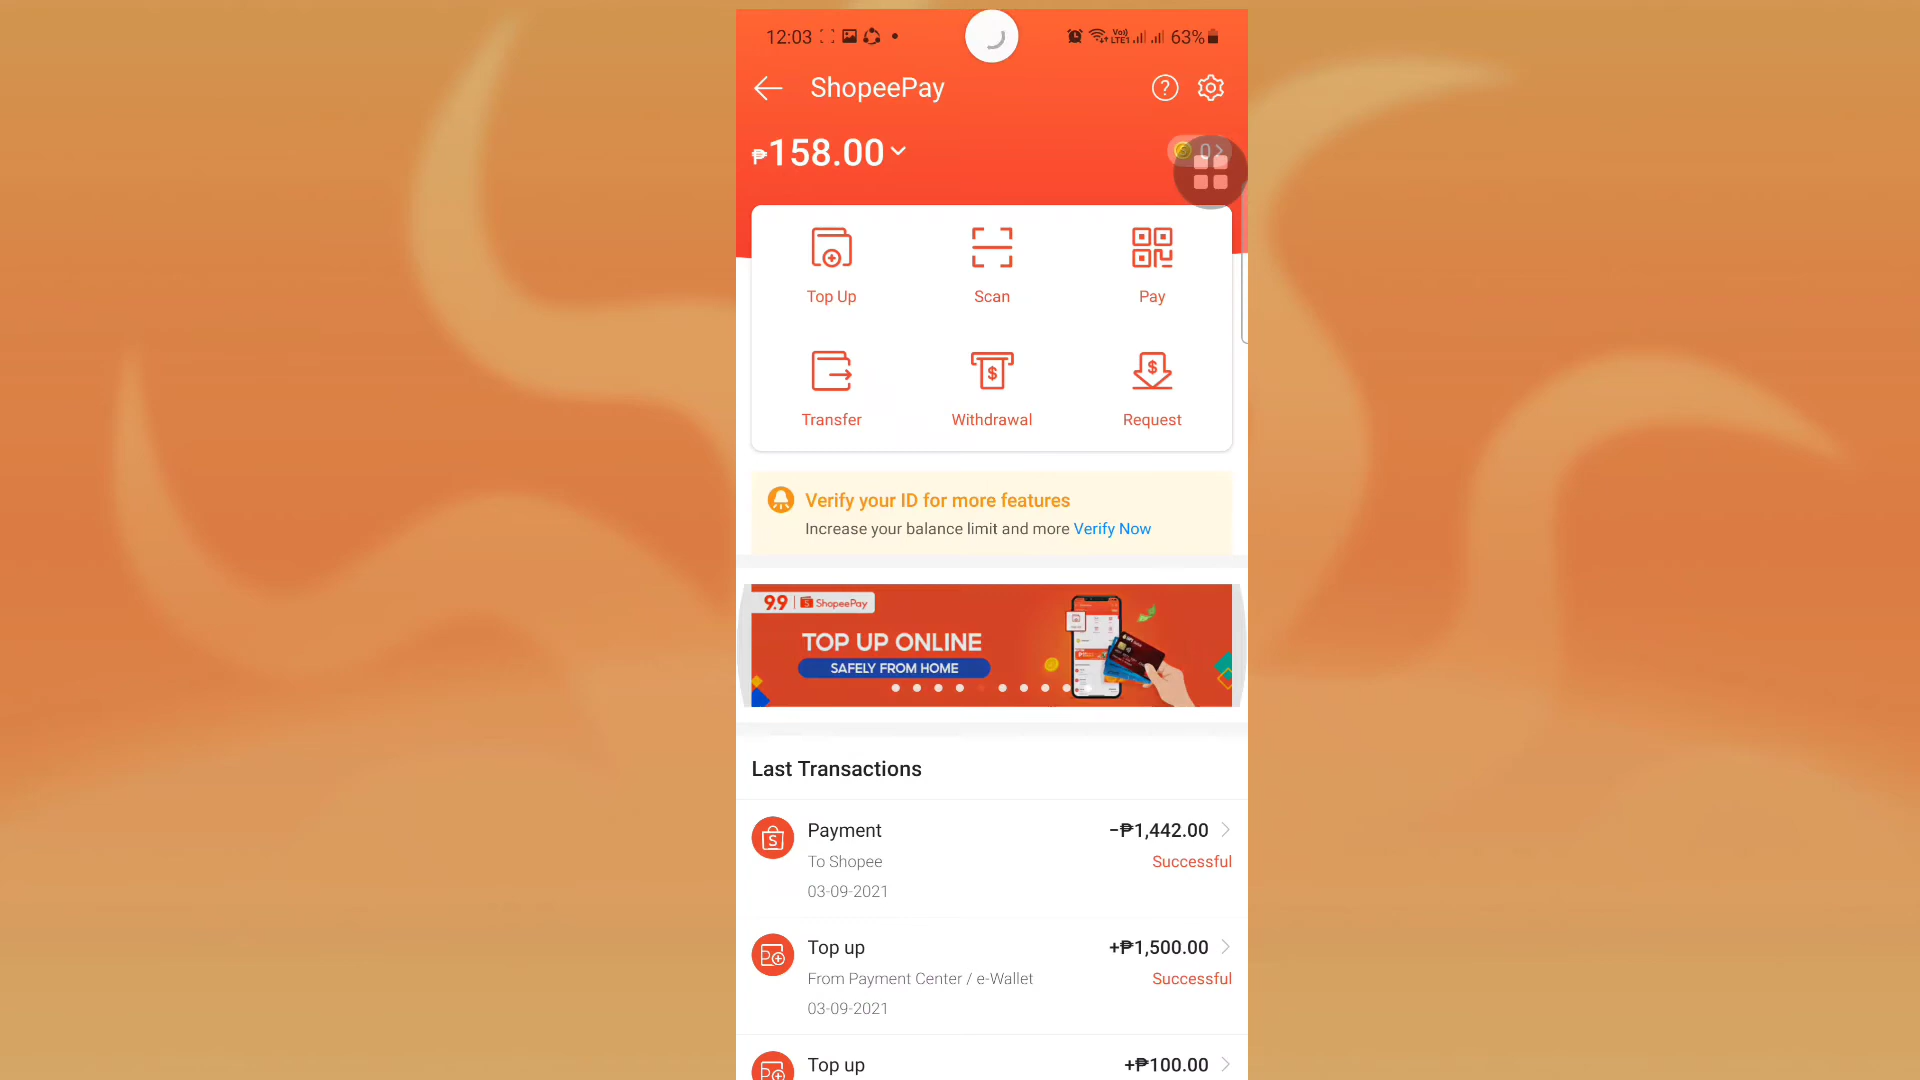 12:03 63%
ShopeePay
₱158.00
0
Top Up Scan Pay
Transfer Withdrawal Request
Verify your ID for more features
Increase your balance limit and more Verify Now
9.9 | ShopeePay
TOP UP ONLINE
SAFELY FROM HOME
Last Transactions
Payment -₱1,442.00
To Shopee Successful
03-09-2021
Top up +₱1,500.00
From Payment Center / e-Wallet Successful
03-09-2021
Top up +₱100.00